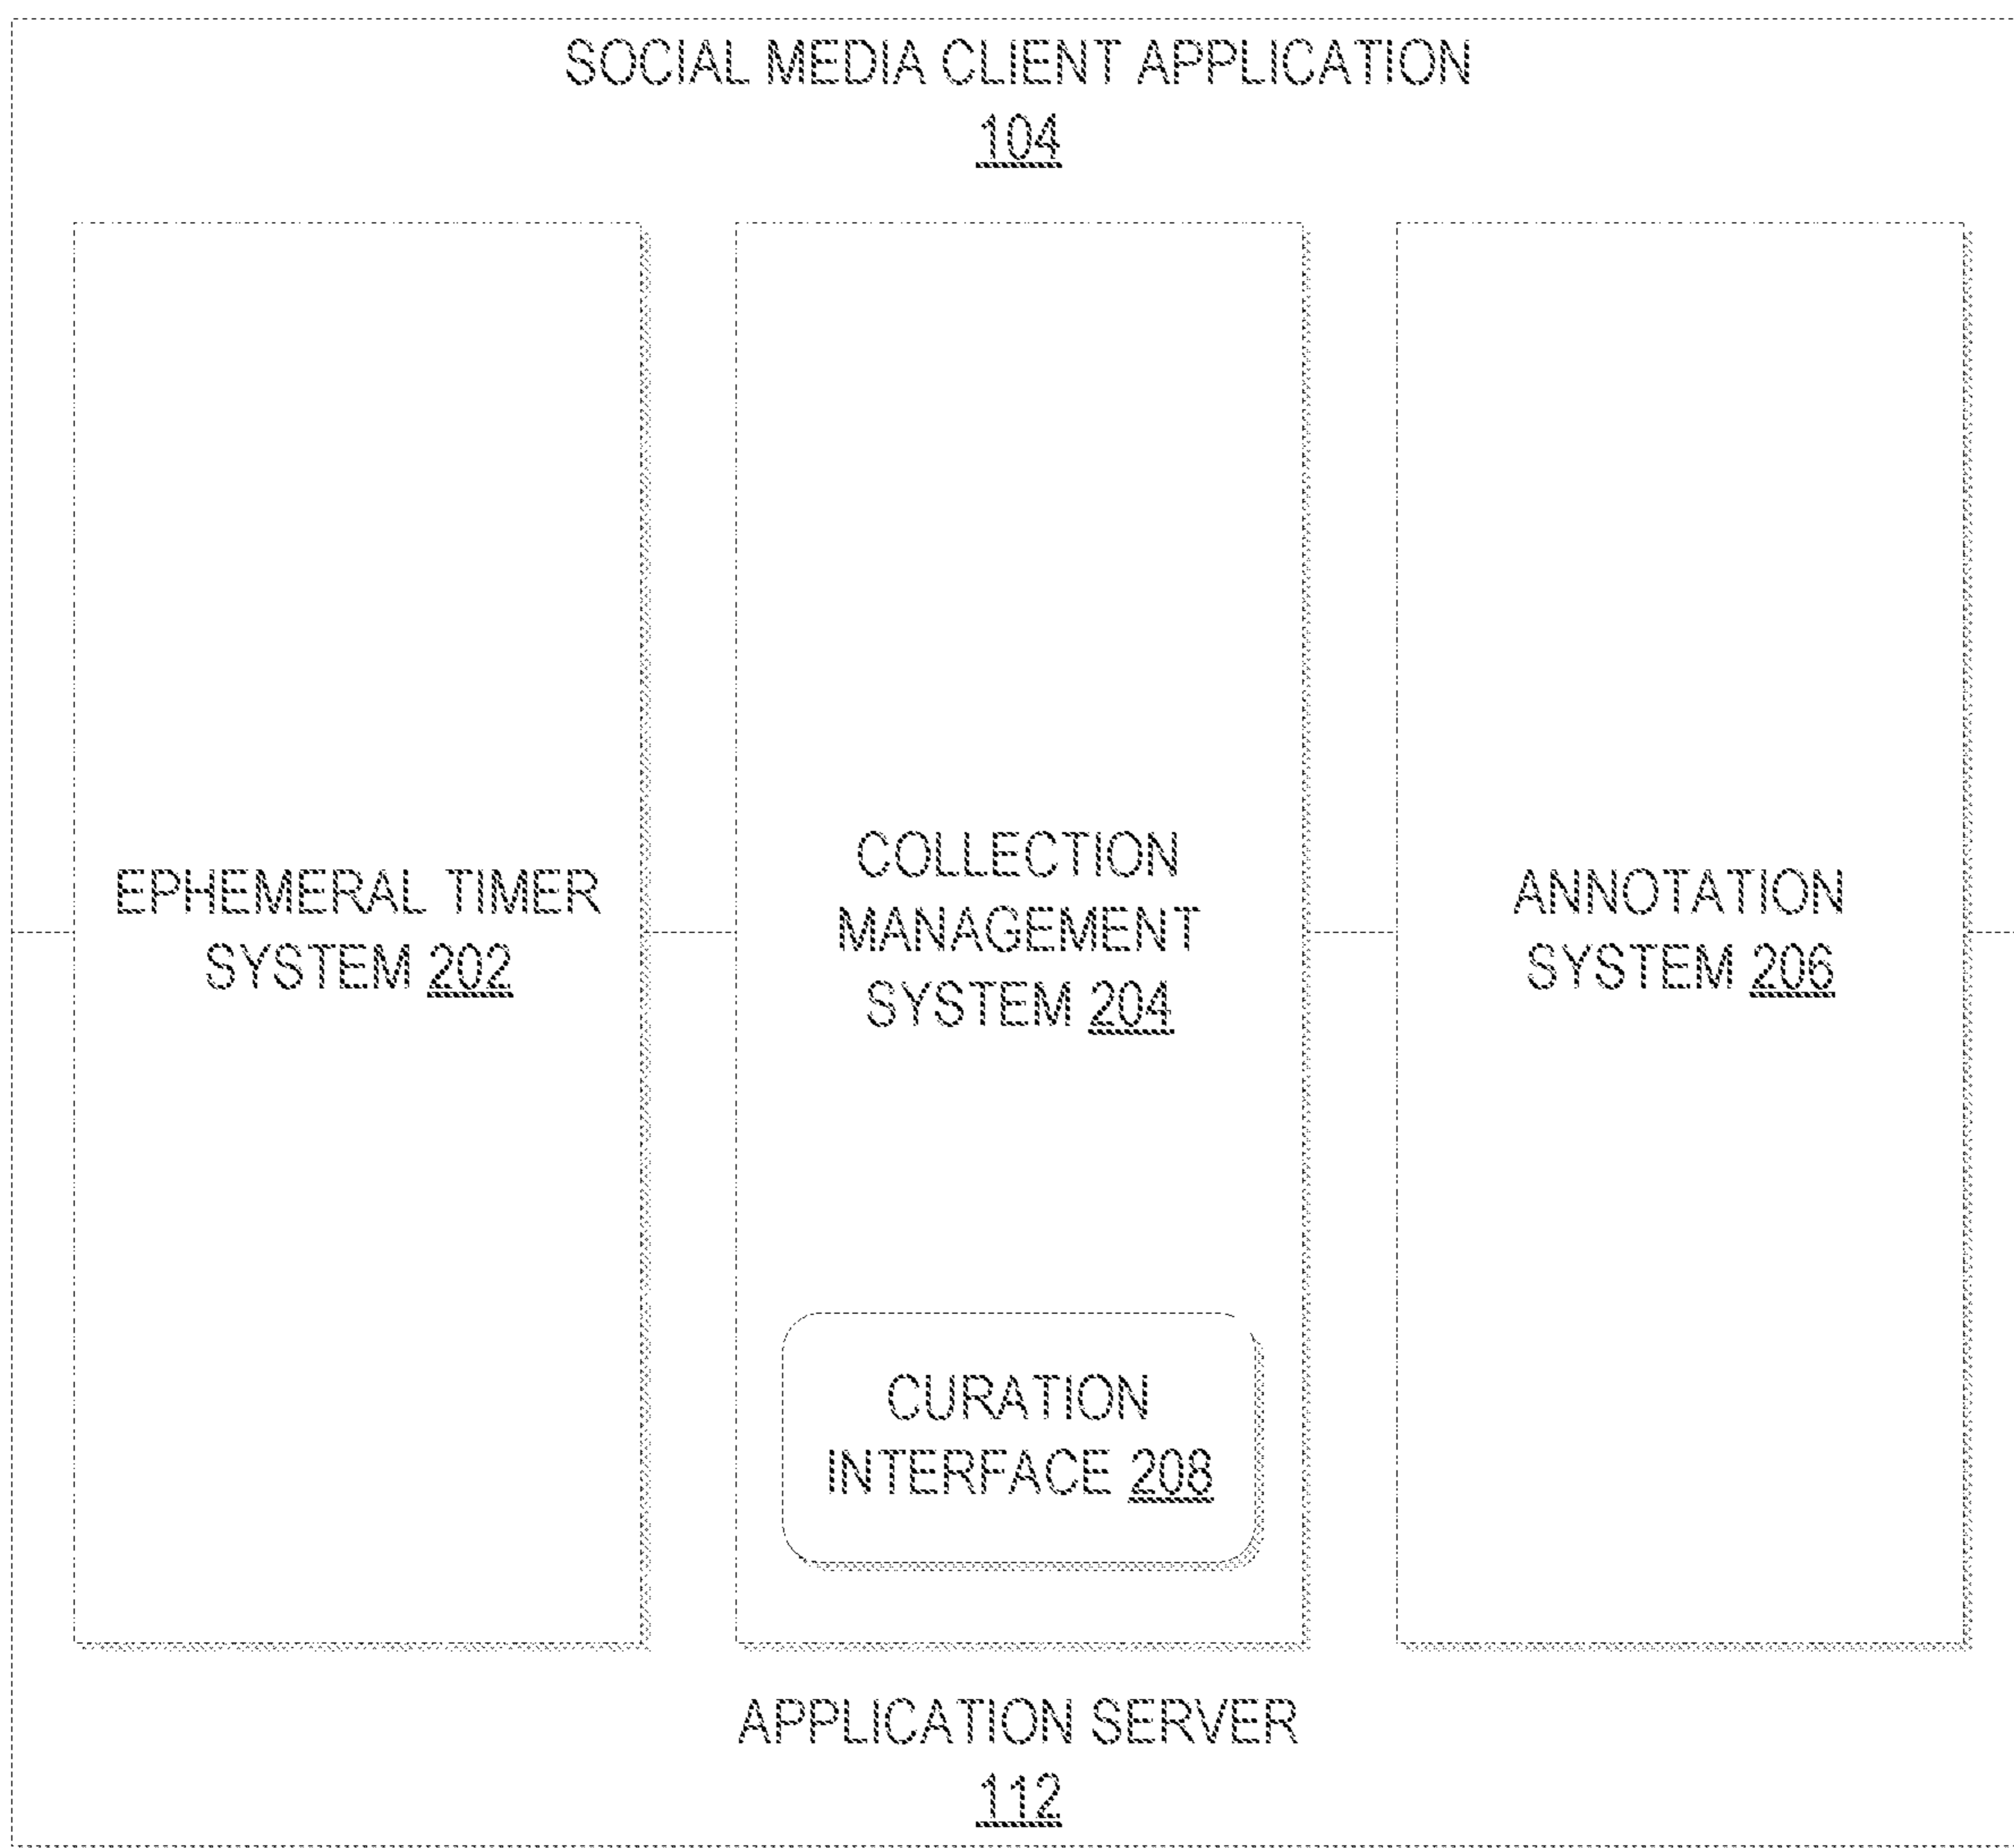 SOCIAL MEDIA CLIENT APPLICATION
104
EPHEMERAL TIMER
SYSTEM 202
COLLECTION
MANAGEMENT
SYSTEM 204
ANNOTATION
SYSTEM 206
CURATION
INTERFACE 208
APPLICATION SERVER
112